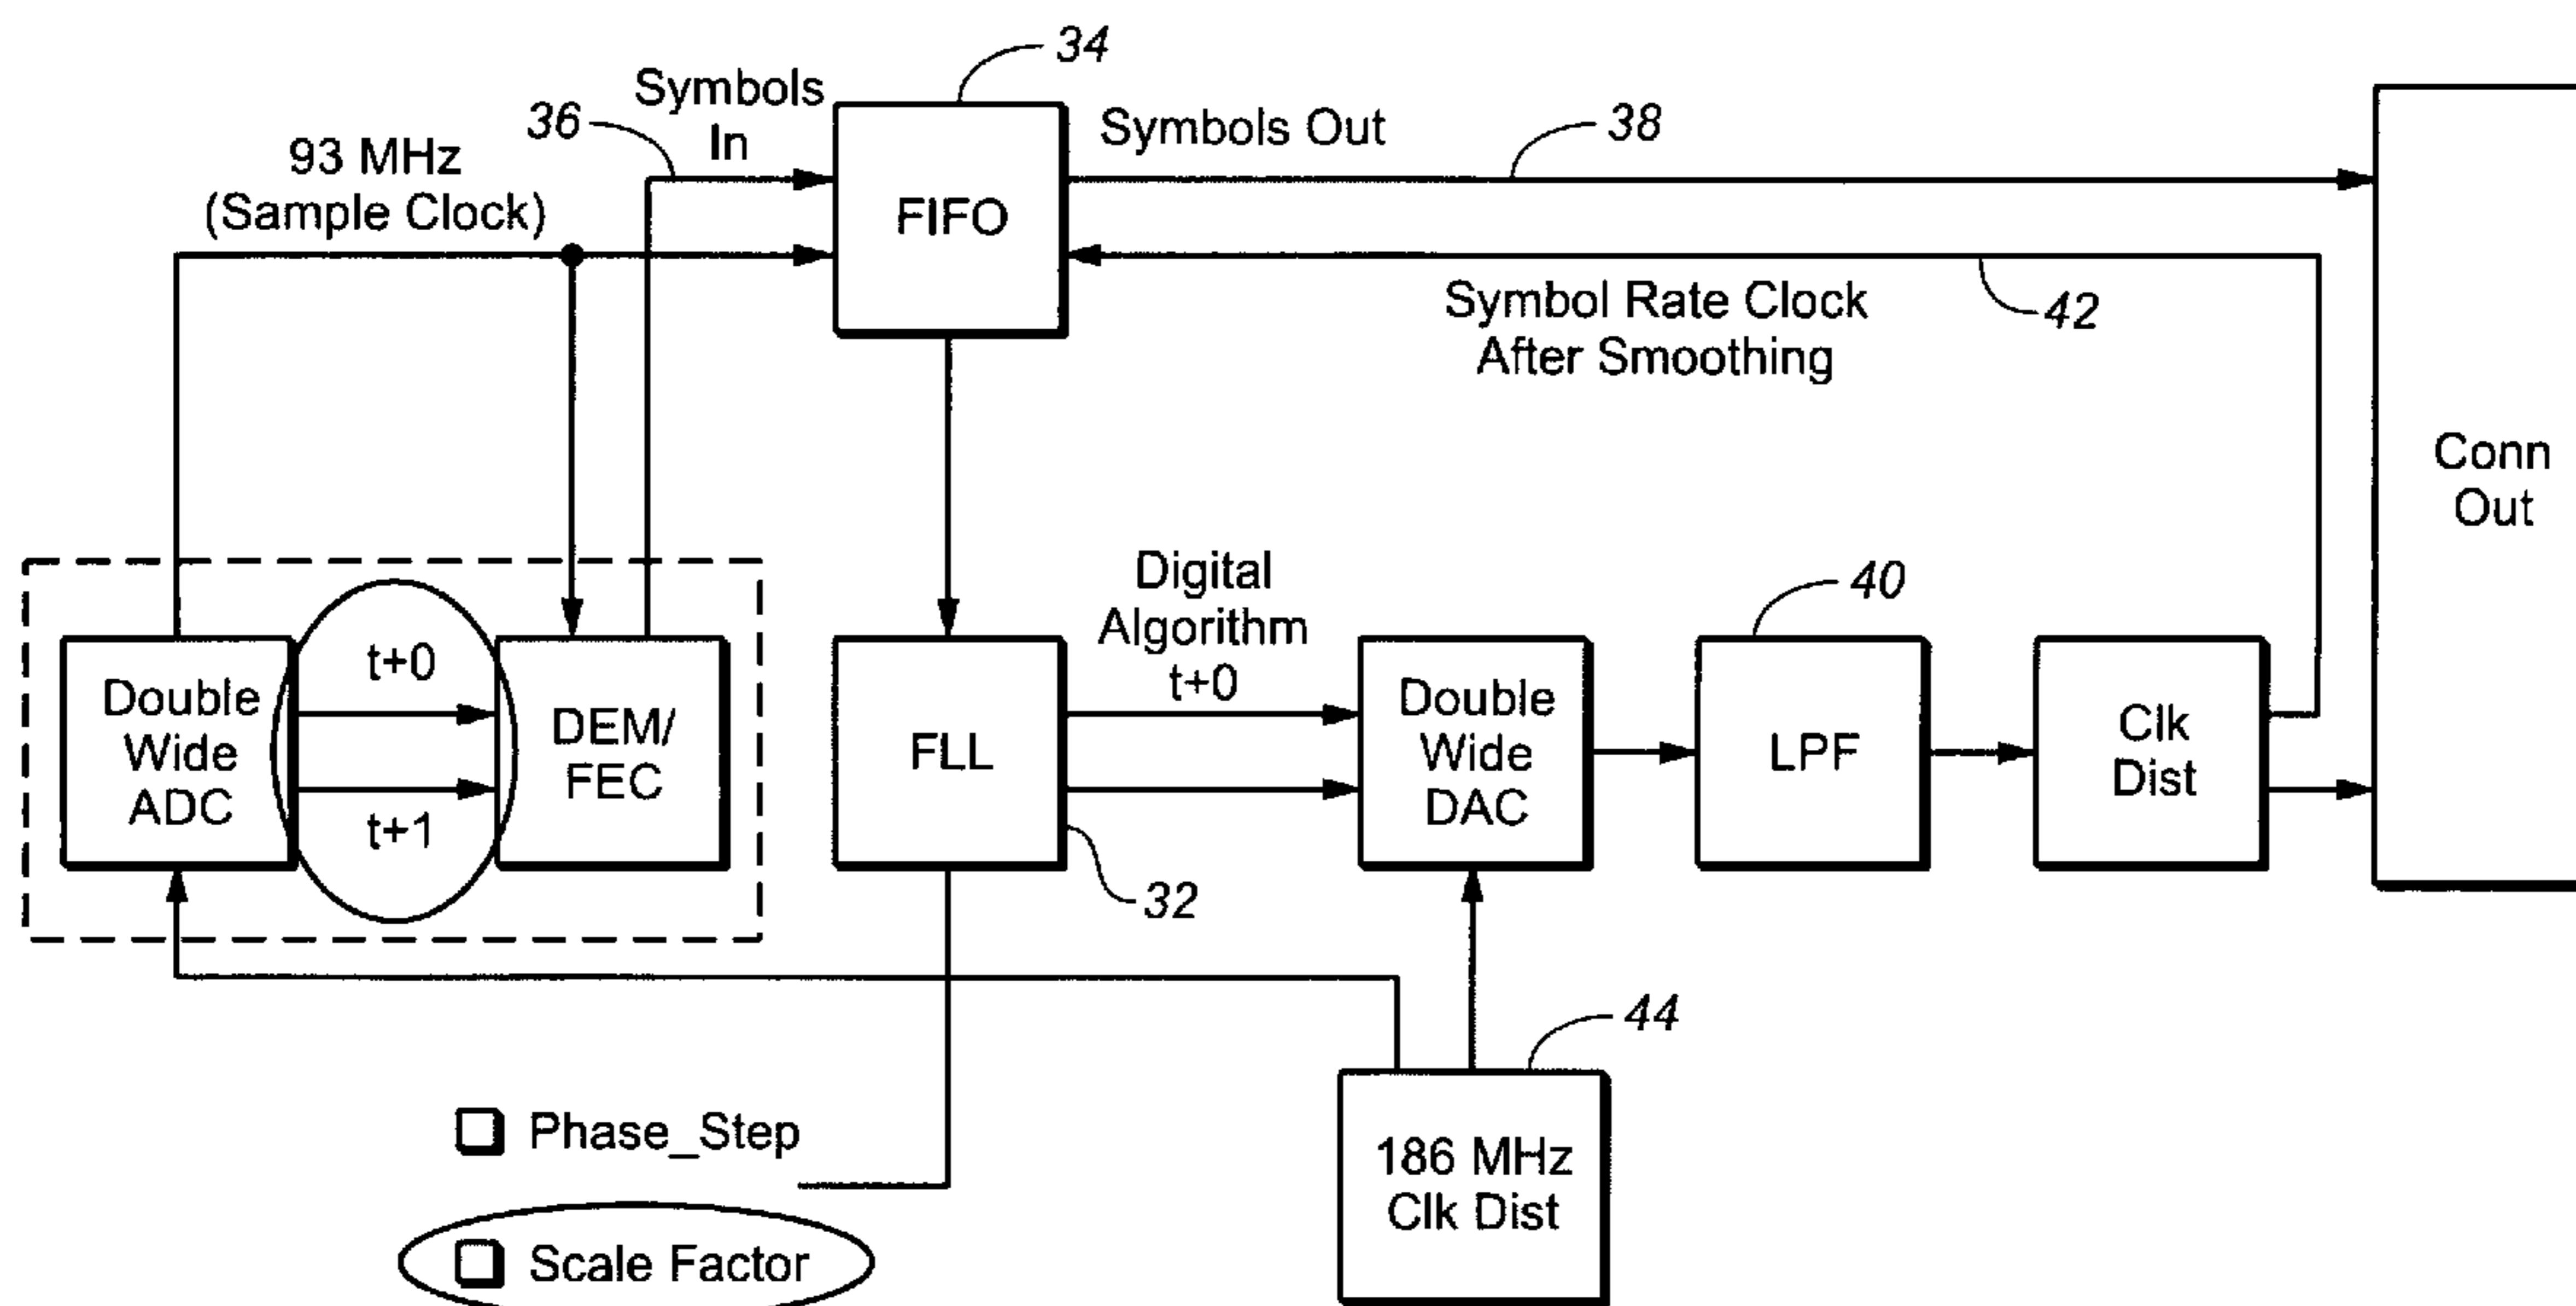 34
Symbols
In
36
Symbols Out
38
93 MHz
(Sample Clock)
FIFO
Symbol Rate Clock
After Smoothing
42
Conn
Out
Double
Wide
ADC
t+0
t+1
DEM/
FEC
FLL
32
Digital
Algorithm
t+0
Double
Wide
DAC
40
LPF
Clk
Dist
44
186 MHz
Clk Dist
Phase_Step
Scale Factor